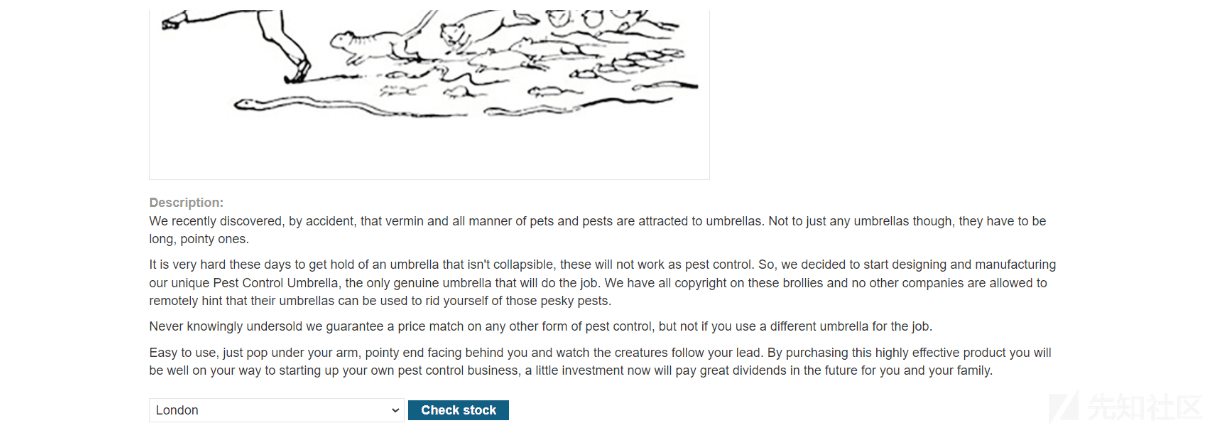 Description:
We recently discovered, by accident, that vermin and all manner of pets and pests are attracted to umbrellas. Not to just any umbrellas though, they have to be
long, pointy ones.
It is very hard these days to get hold of an umbrella that isn't collapsible, these will not work as pest control. So, we decided to start designing and manufacturing
our unique Pest Control Umbrella, the only genuine umbrella that will do the job. We have all copyright on these brollies and no other companies are allowed to
remotely hint that their umbrellas can be used to rid yourself of those pesky pests.
Never knowingly undersold we guarantee a price match on any other form of pest control, but not if you use a different umbrella for the job.
Easy to use, just pop under your arm, pointy end facing behind you and watch the creatures follow your lead. By purchasing this highly effective product you will
be well on your way to starting up your own pest control business, a little investment now will pay great dividends in the future for you and your family.
London
Check stock
先知社区